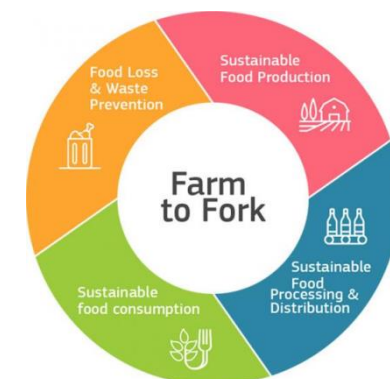 Food Loss
& Waste
Prevention
Sustainable
Food Production
Farm
to Fork
Sustainable
Food
Processing &
Distribution
Sustainable
food consumption